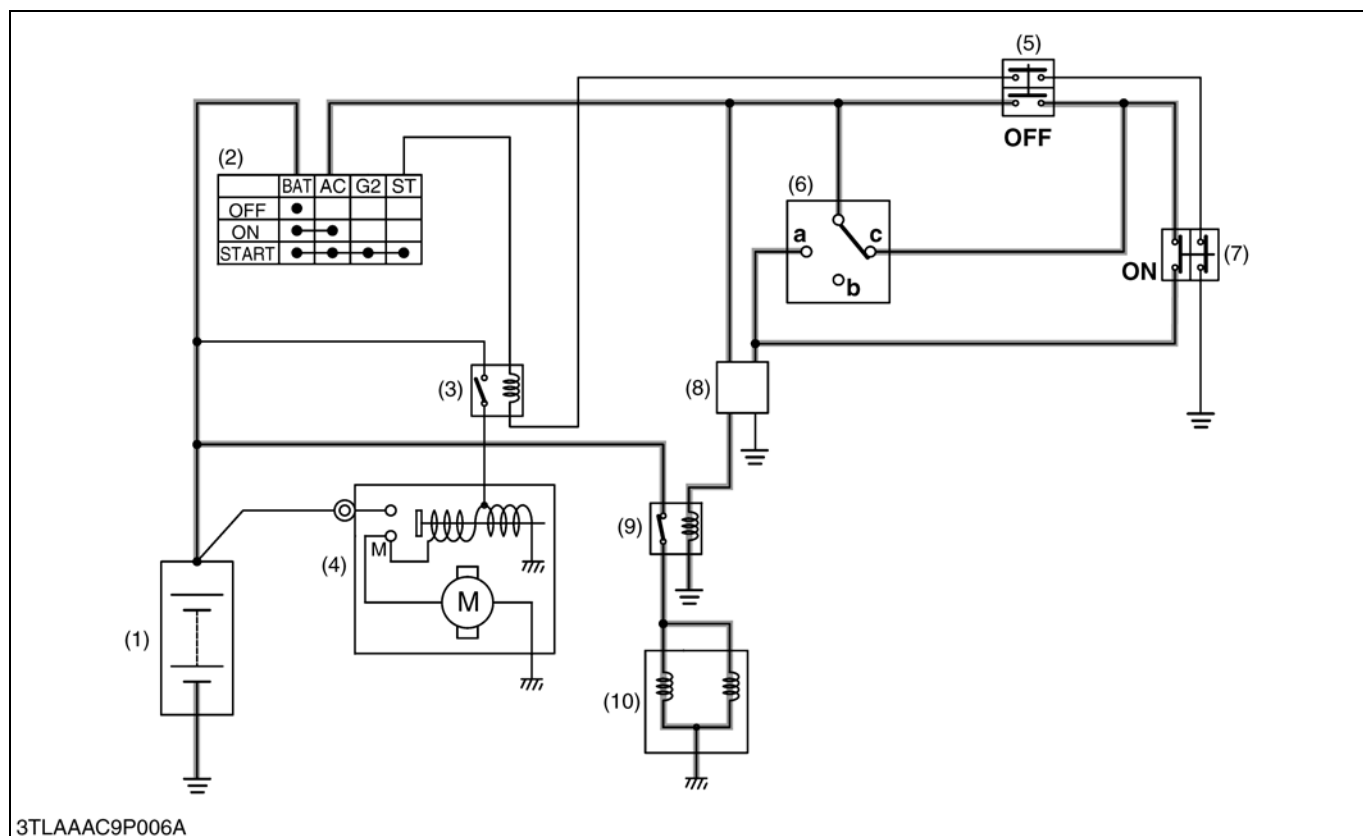 (5)
OFF
(2)
BAT AC G2 ST
OFF
ON
START
(6)
a
c
b
ON
(7)
(3)
(8)
(9)
(4)
M
M
(1)
(10)
3TLAAAC9P006A